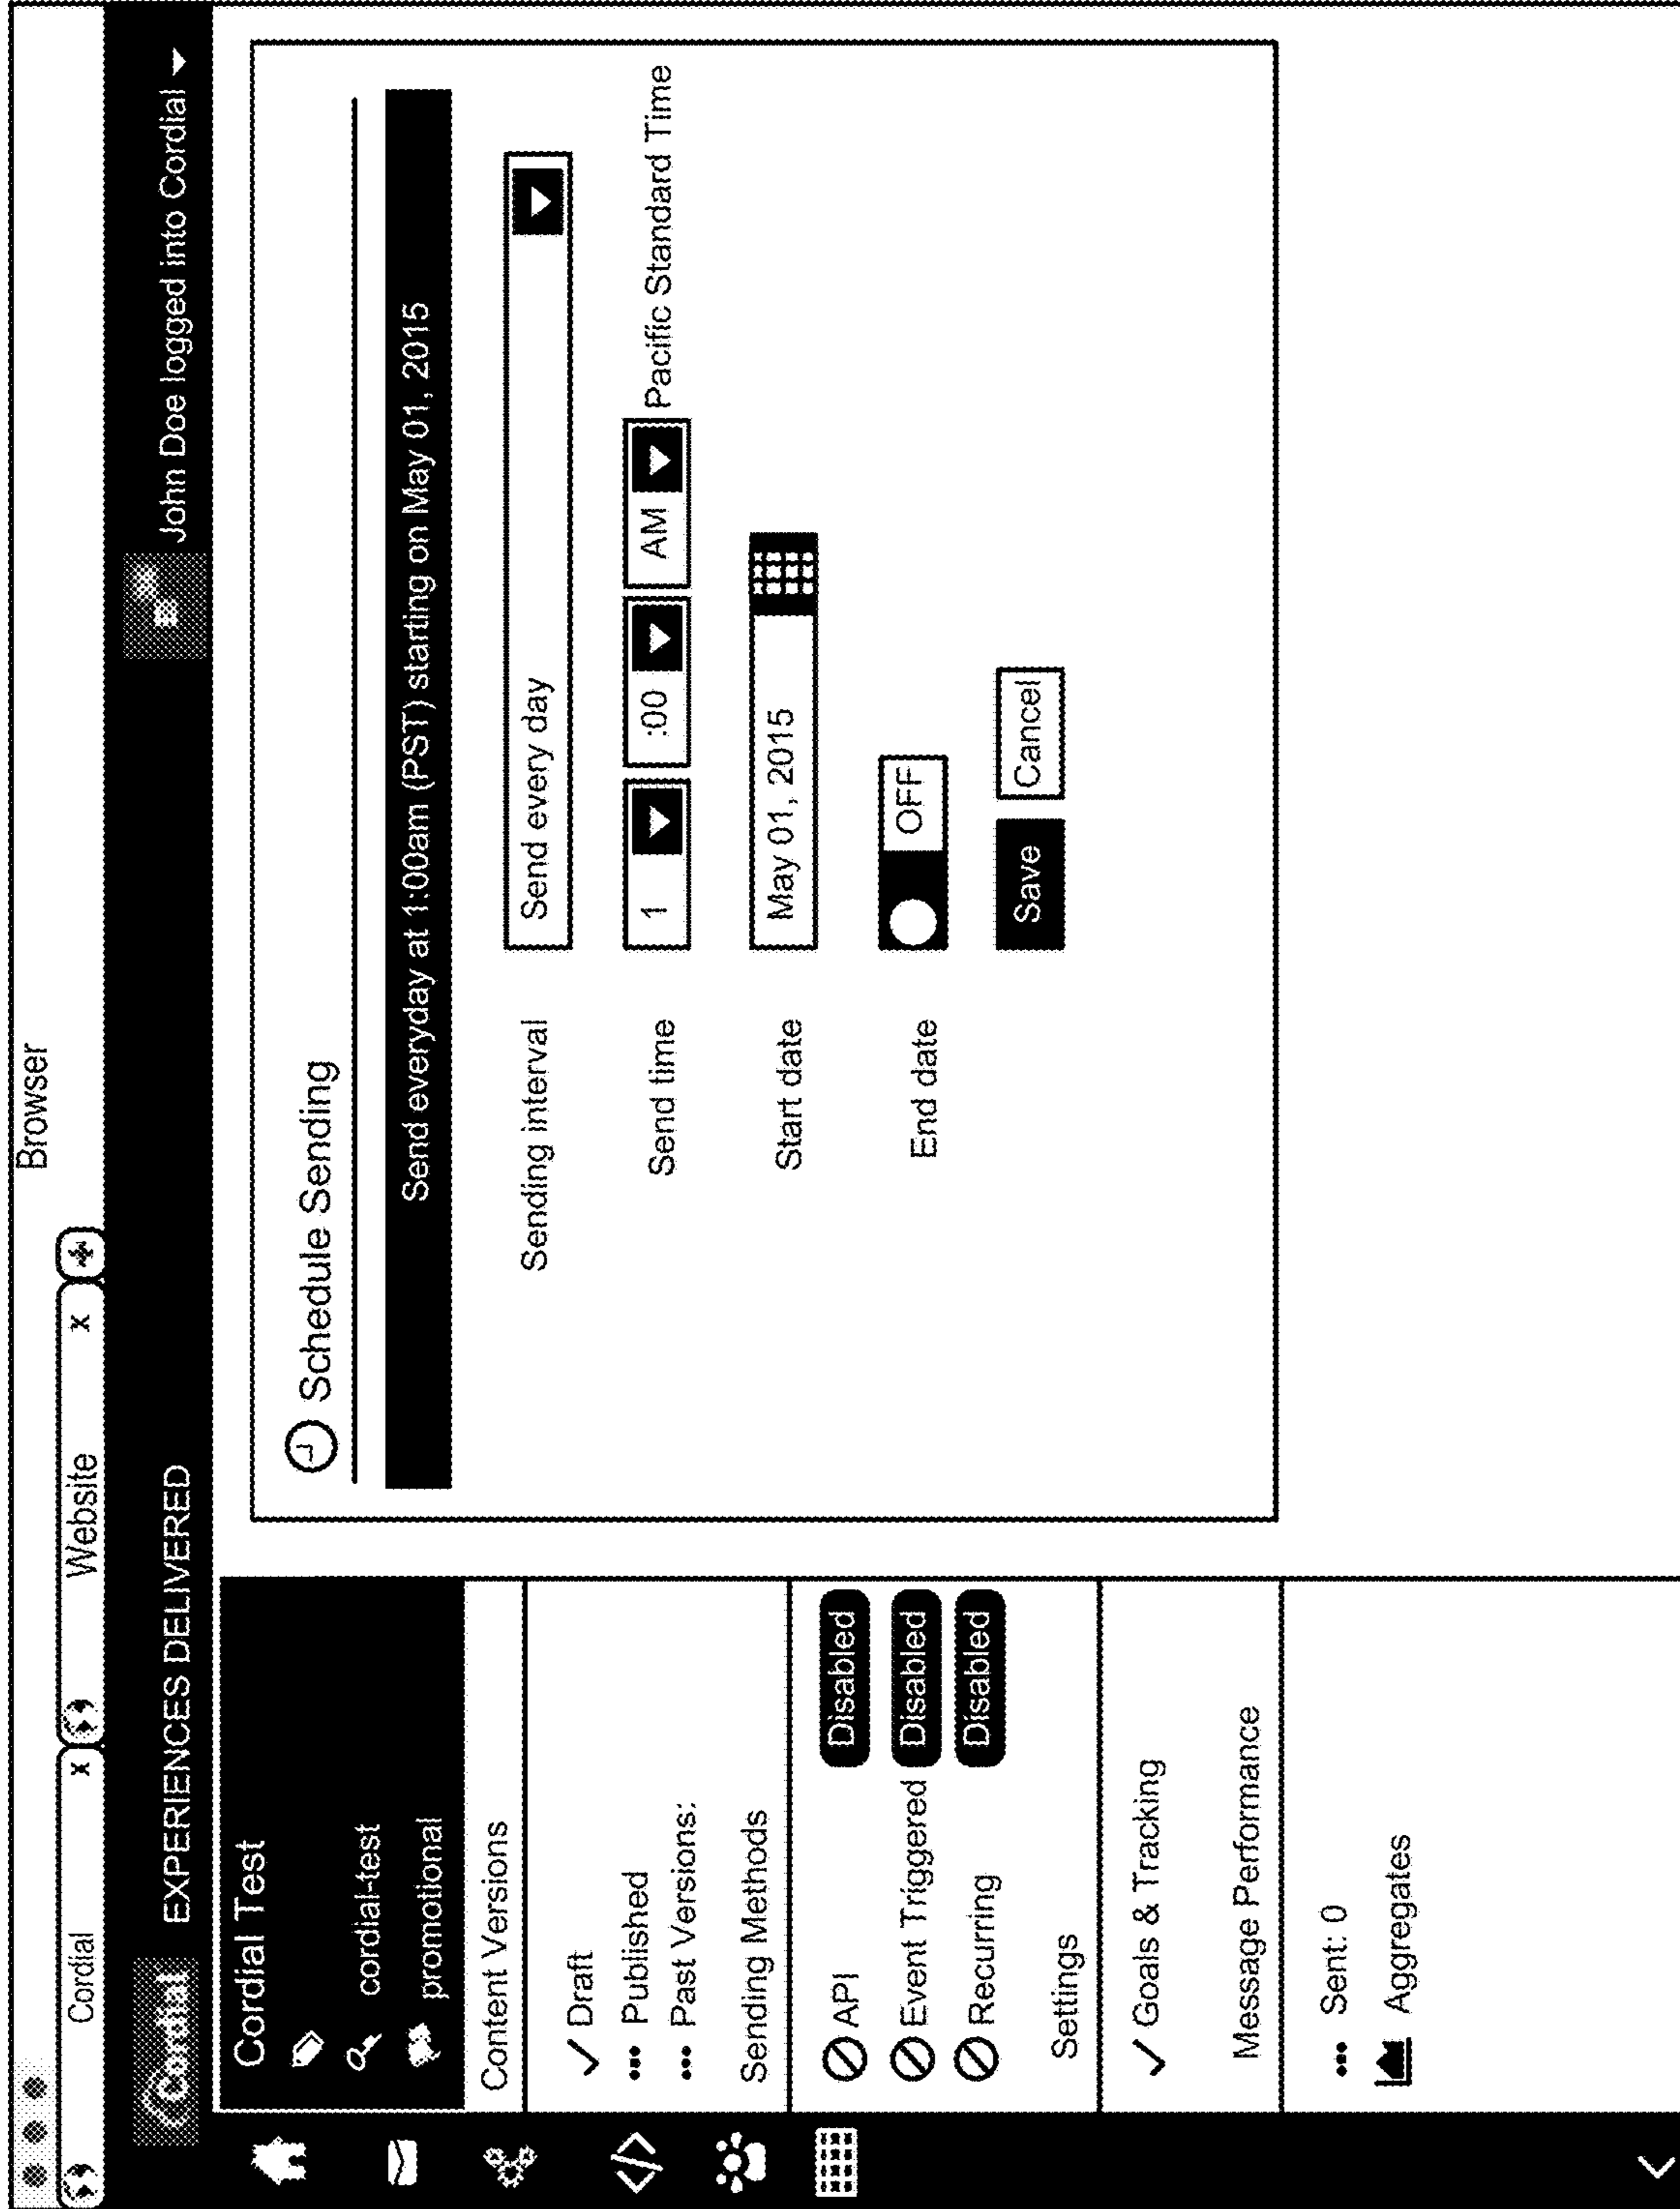 Browser
Cordial x Website x +
Cordial EXPERIENCES DELIVERED John Doe logged into Cordial
Cordial Test
cordial-test
promotional
Content Versions
Draft
Published
Past Versions:
Sending Methods
API Disabled
Event Triggered Disabled
Recurring Disabled
Settings
Goals & Tracking
Message Performance
Sent: 0
Aggregates
Schedule Sending
Send everyday at 1:00am (PST) starting on May 01, 2015
Sending interval Send every day
Send time 1 :00 AM Pacific Standard Time
Start date May 01, 2015
End date OFF
Save Cancel